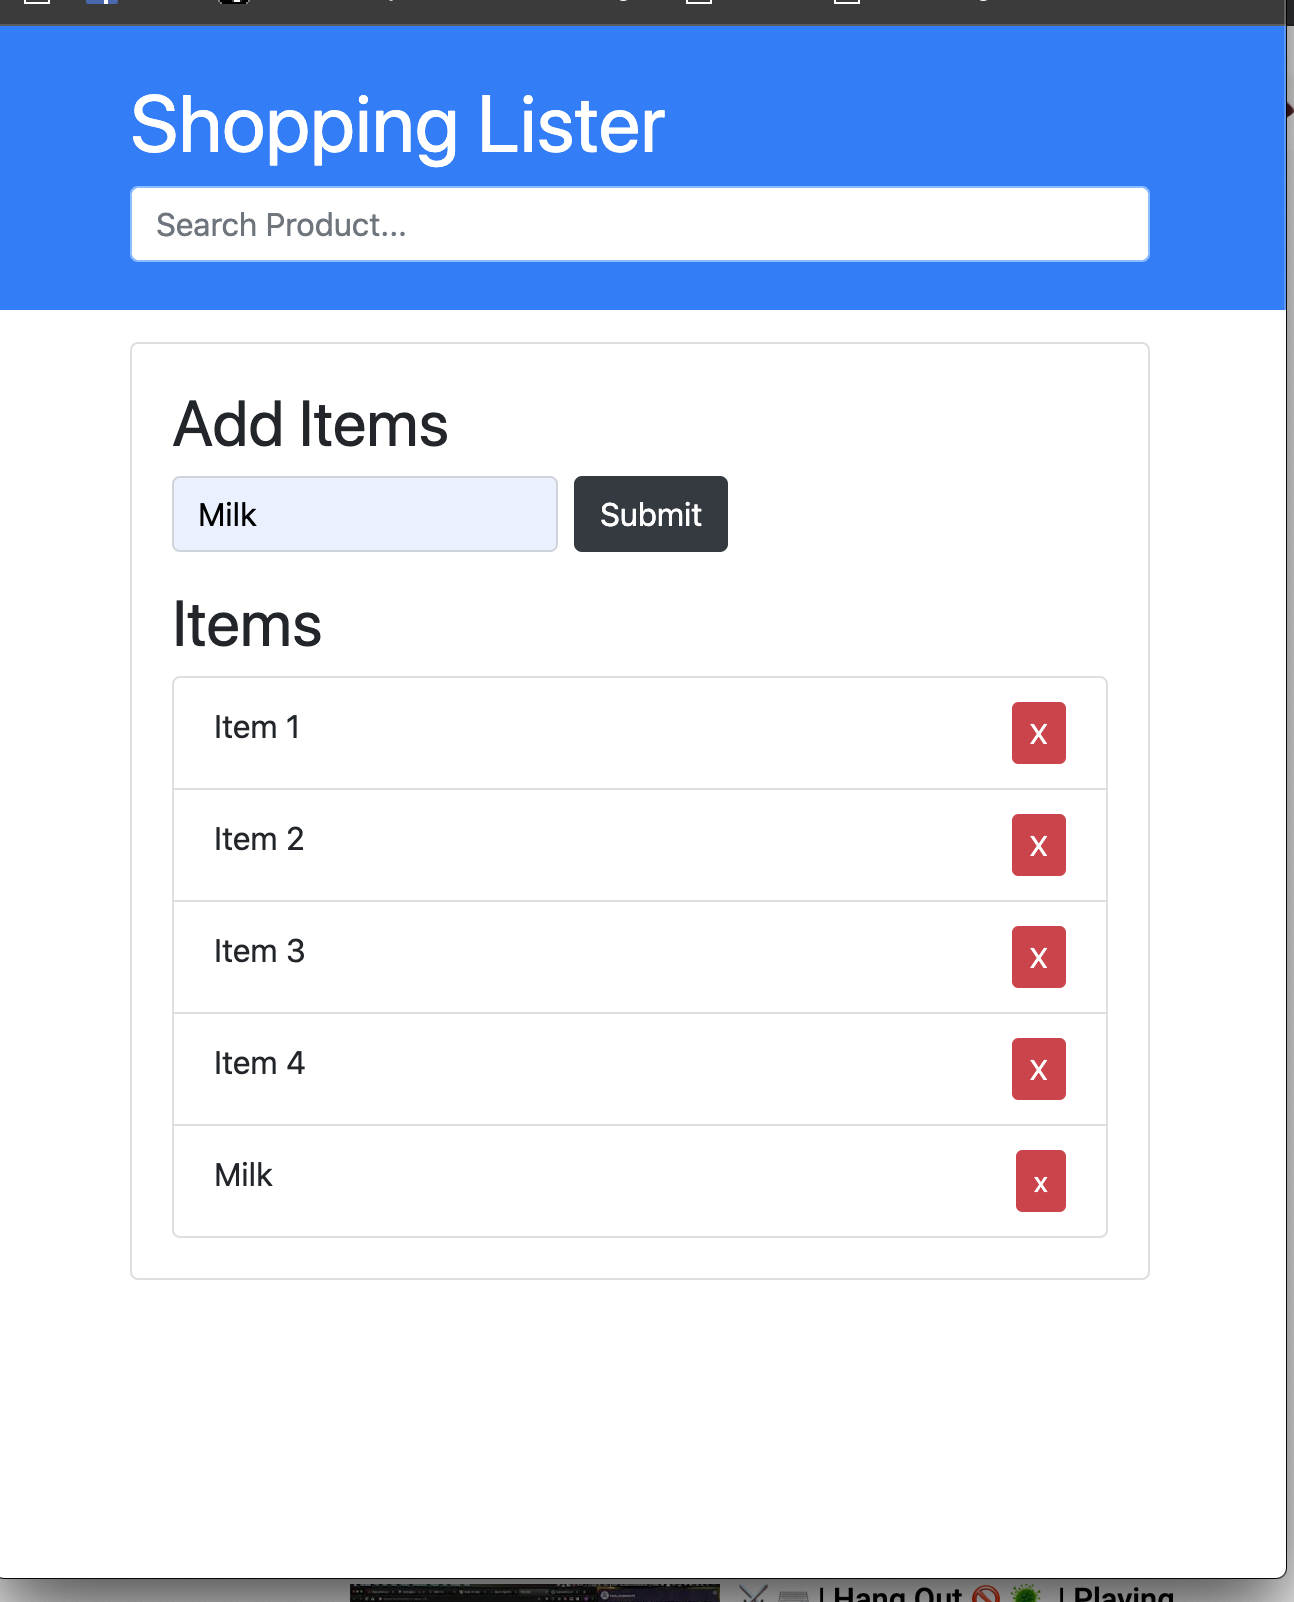 Shopping Lister
Search Product...
Add Items
Milk
Submit
Items
Item 1
X
Item 2
X
Item 3
X
Item 4
X
Milk
x
| Hang Out | Playing